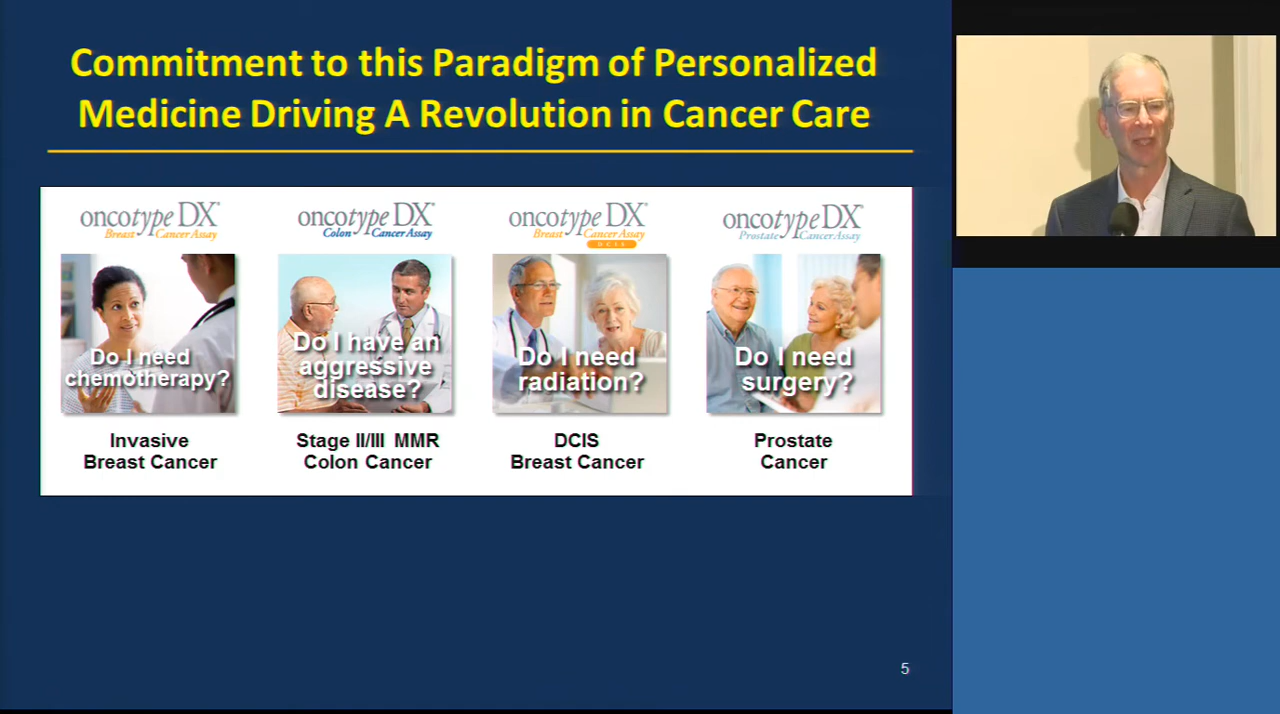 Commitment to this Paradigm of Personalized
Medicine Driving A Revolution in Cancer Care
oncotype DX®
Breast Cancer Assay
oncotype DX®
Colon Cancer Assay
oncotype DX®
Breast Cancer Assay
DCIS
oncotype DX®
Prostate Cancer Assay
Do I need
chemotherapy?
Do I have an
aggressive
disease?
Do I need
radiation?
Do I need
surgery?
Invasive
Breast Cancer
Stage II/III MMR
Colon Cancer
DCIS
Breast Cancer
Prostate
Cancer
5